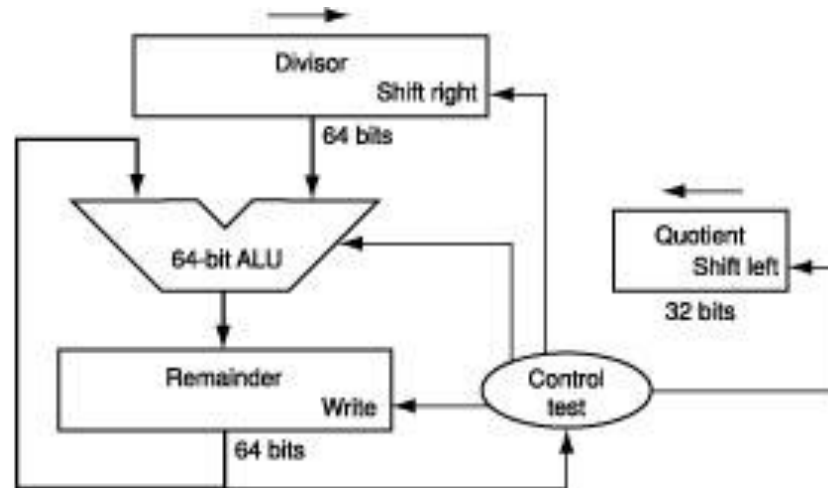 Divisor
Shift right
64 bits
64-bit ALU
Quotient
Shift left
32 bits
Remainder
Write
Control
test
64 bits